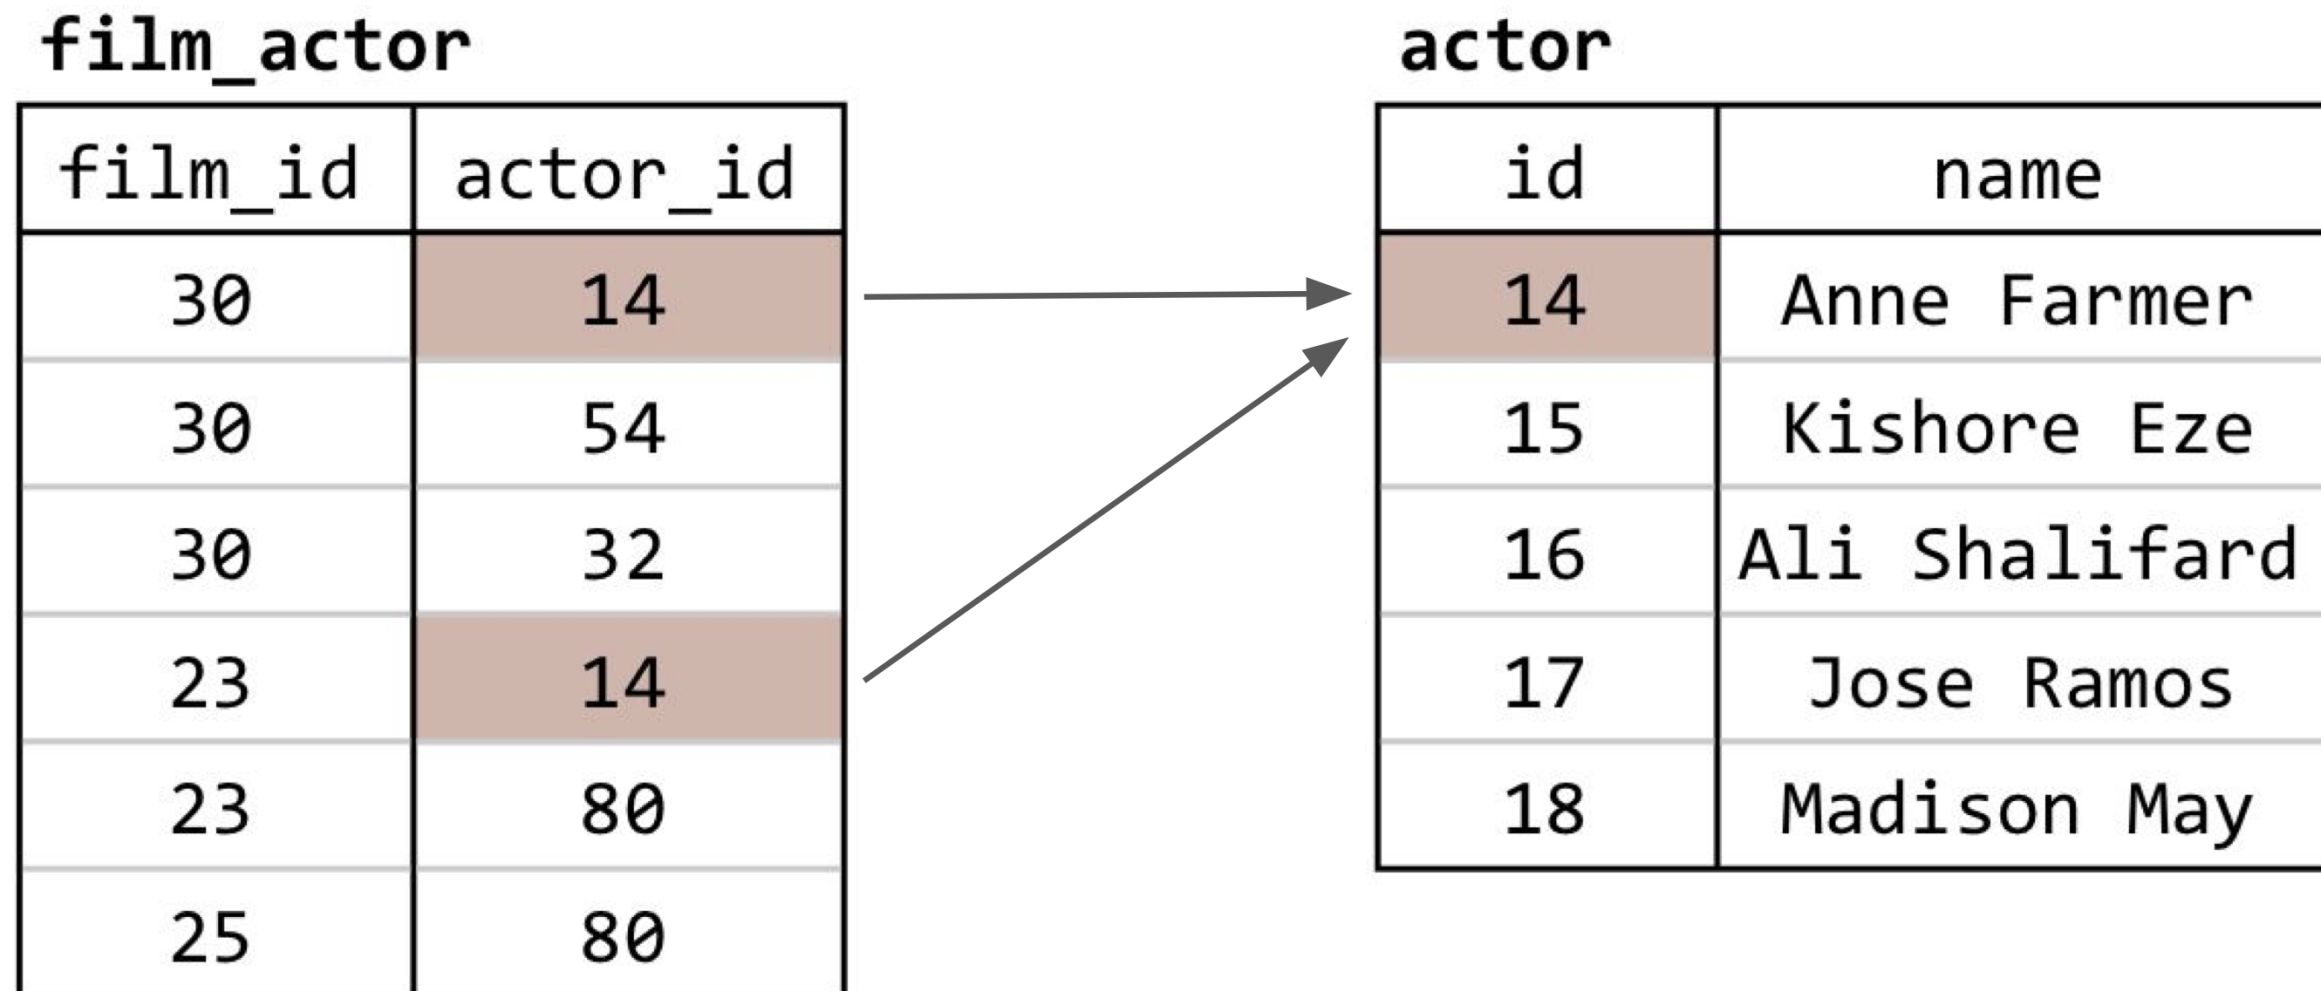 film_actor
film_id actor_id
30 14
30 54
30 32
23 14
23 80
25 80
actor
id name
14 Anne Farmer
15 Kishore Eze
16 Ali Shalifard
17 Jose Ramos
18 Madison May